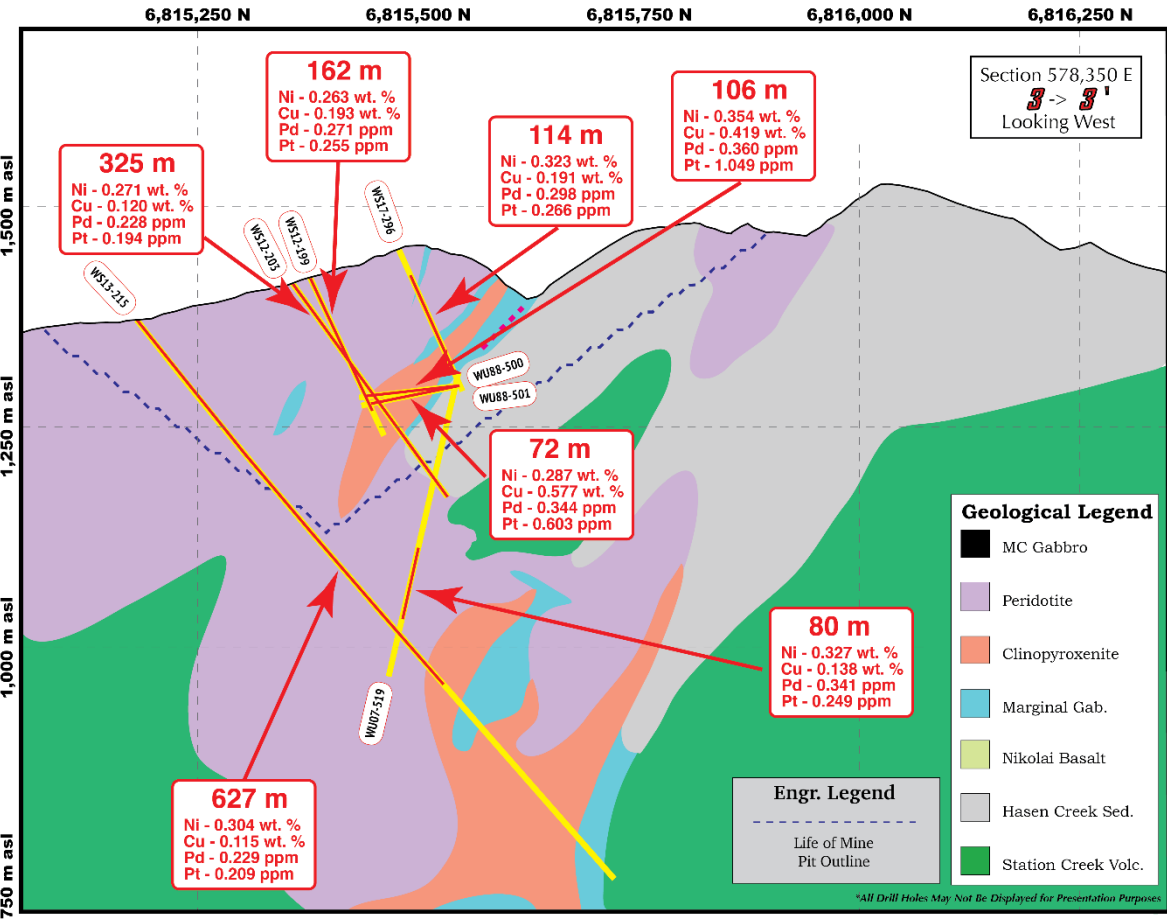 6,815,250 N
6,815,500 N
6,815,750 N
6,816,000 N
6,816,250 N
1,500 m asl
1,250 m asl
1,000 m asl
750 m asl
Section 578,350 E
3 -> 3'
Looking West
325 m
Ni - 0.271 wt. %
Cu - 0.120 wt. %
Pd - 0.228 ppm
Pt - 0.194 ppm
162 m
Ni - 0.263 wt. %
Cu - 0.193 wt. %
Pd - 0.271 ppm
Pt - 0.255 ppm
114 m
Ni - 0.323 wt. %
Cu - 0.191 wt. %
Pd - 0.298 ppm
Pt - 0.266 ppm
106 m
Ni - 0.354 wt. %
Cu - 0.419 wt. %
Pd - 0.360 ppm
Pt - 1.049 ppm
WS13-215
WS12-203
WS12-199
WS17-296
WU88-500
WU88-501
72 m
Ni - 0.287 wt. %
Cu - 0.577 wt. %
Pd - 0.344 ppm
Pt - 0.603 ppm
80 m
Ni - 0.327 wt. %
Cu - 0.138 wt. %
Pd - 0.341 ppm
Pt - 0.249 ppm
WU07-519
627 m
Ni - 0.304 wt. %
Cu - 0.115 wt. %
Pd - 0.229 ppm
Pt - 0.209 ppm
Engr. Legend
Life of Mine
Pit Outline
Geological Legend
MC Gabbro
Peridotite
Clinopyroxenite
Marginal Gab.
Nikolai Basalt
Hasen Creek Sed.
Station Creek Volc.
*All Drill Holes May Not Be Displayed for Presentation Purposes